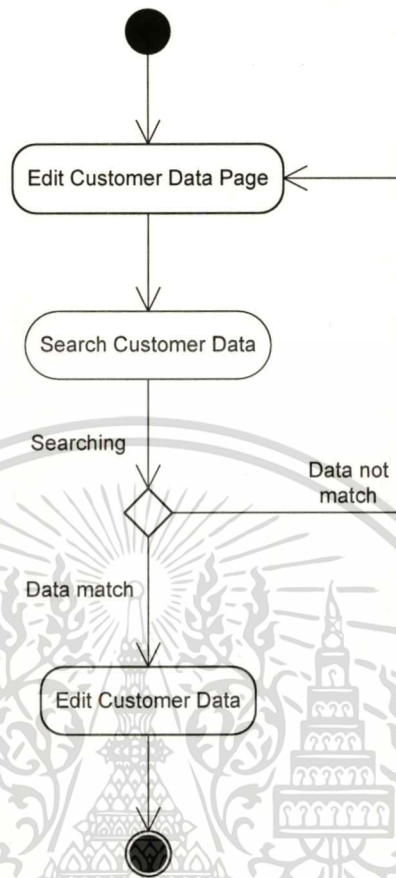 Edit Customer Data Page
Search Customer Data
Searching
Data not
match
Data match
Edit Customer Data